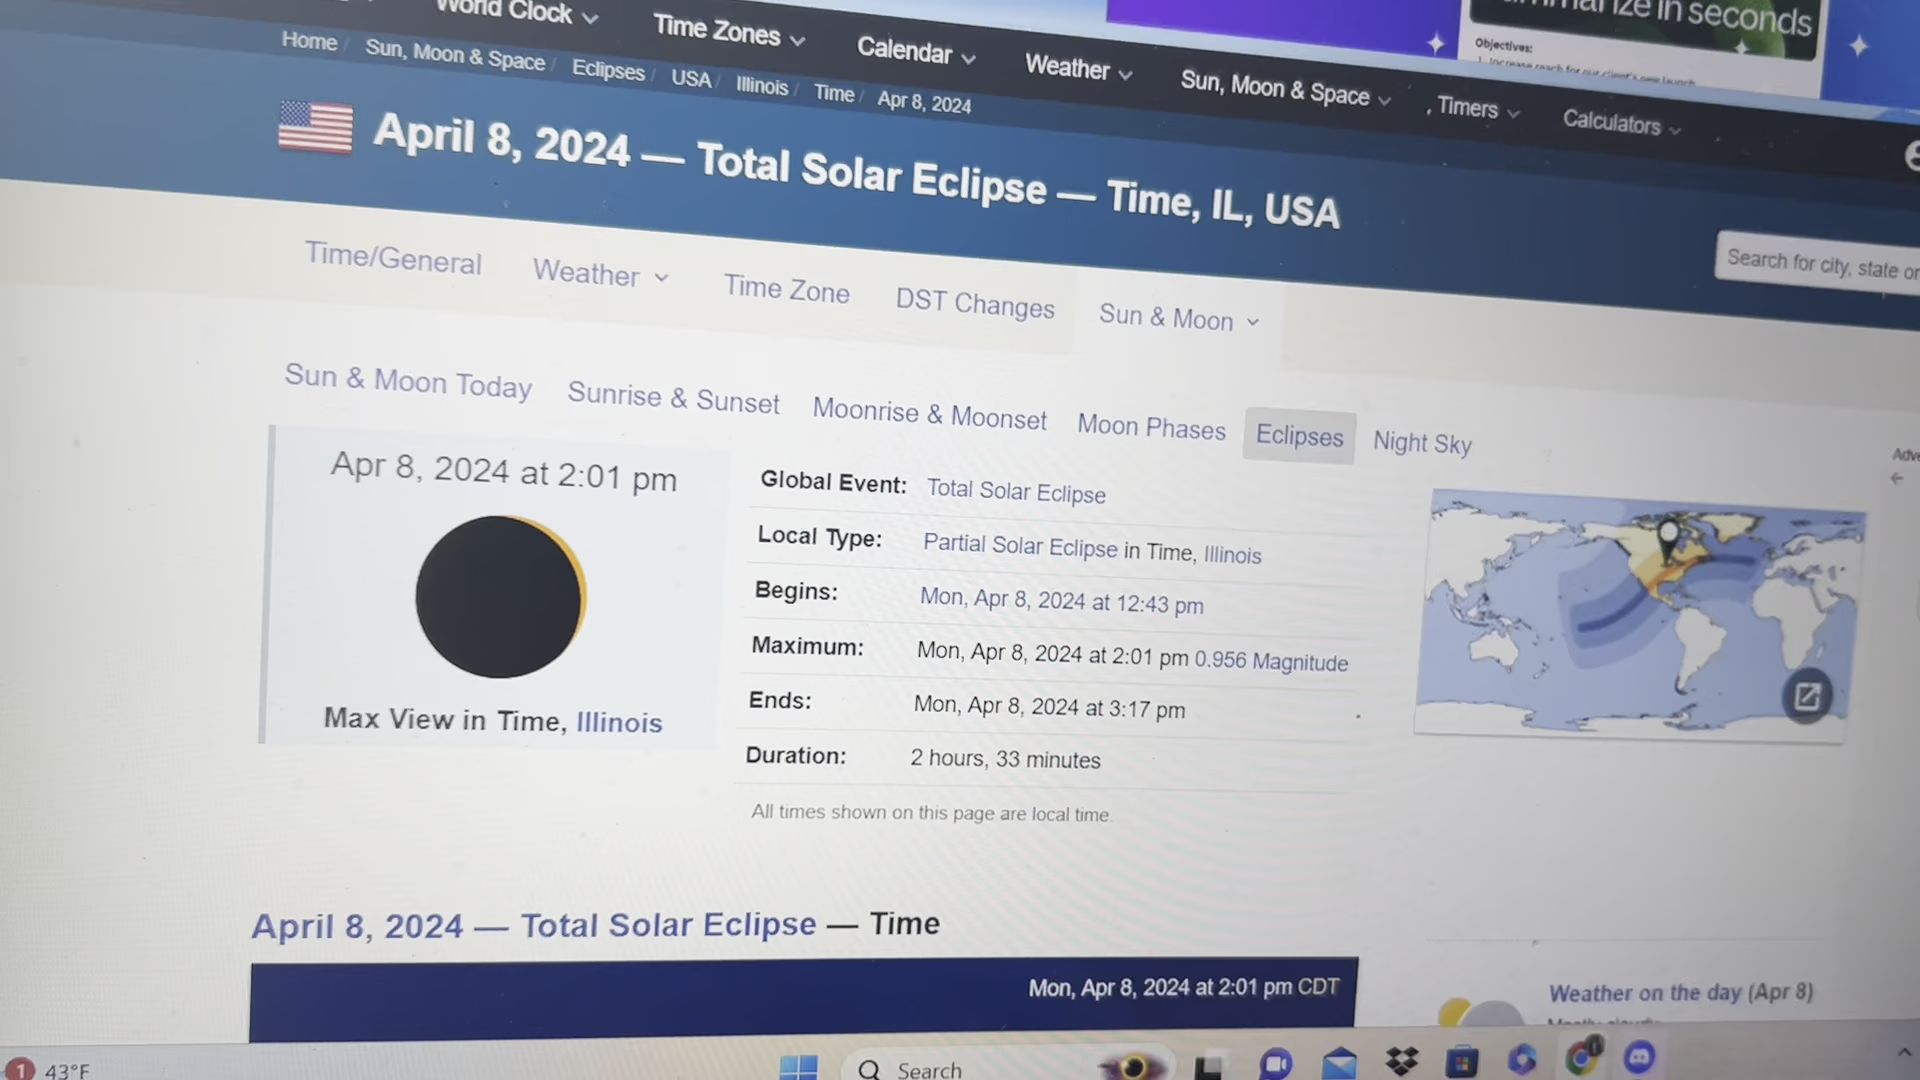 World Clock
Time Zones
Calendar
Weather
Sun, Moon & Space
Timers
Calculators
in seconds
Objectives:
Home / Sun, Moon & Space / Eclipses / USA / Illinois / Time / Apr 8, 2024
April 8, 2024 — Total Solar Eclipse — Time, IL, USA
Search for city, state or
Time/General
Weather
Time Zone
DST Changes
Sun & Moon
Sun & Moon Today
Sunrise & Sunset
Moonrise & Moonset
Moon Phases
Eclipses
Night Sky
Apr 8, 2024 at 2:01 pm
Max View in Time, Illinois
Global Event: Total Solar Eclipse
Local Type: Partial Solar Eclipse in Time, Illinois
Begins: Mon, Apr 8, 2024 at 12:43 pm
Maximum: Mon, Apr 8, 2024 at 2:01 pm 0.956 Magnitude
Ends: Mon, Apr 8, 2024 at 3:17 pm
Duration: 2 hours, 33 minutes
All times shown on this page are local time.
April 8, 2024 — Total Solar Eclipse — Time
Mon, Apr 8, 2024 at 2:01 pm CDT
Weather on the day (Apr 8)
1
43°F
Search